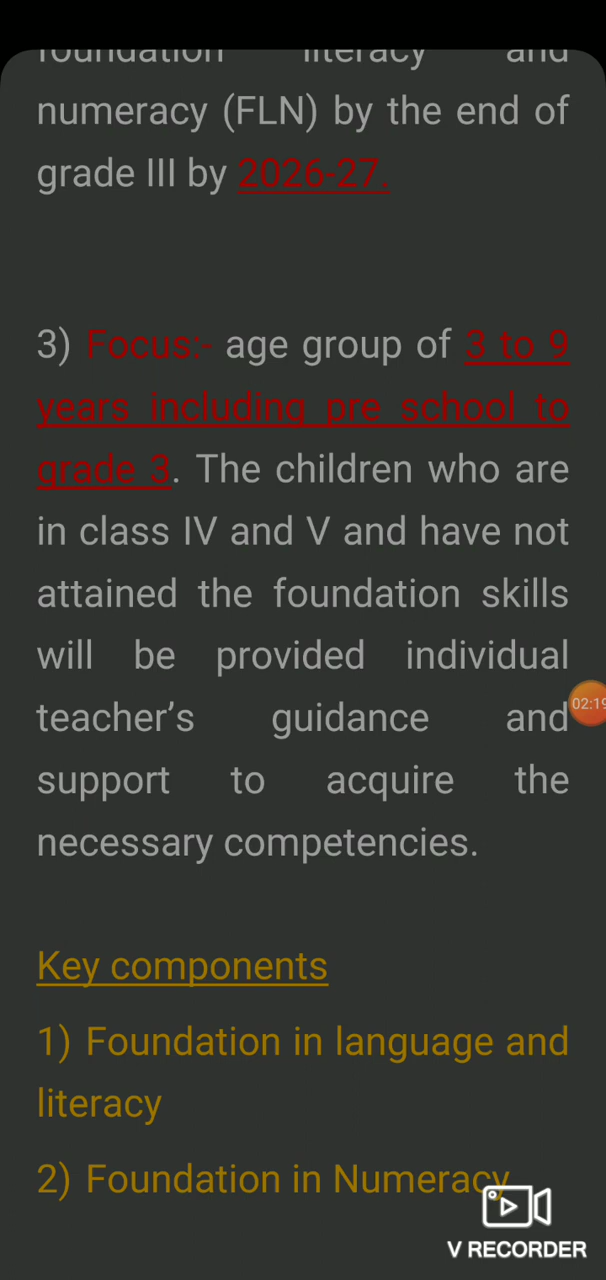 foundation literacy and
numeracy (FLN) by the end of
grade III by 2026-27.
3) Focus:- age group of 3 to 9
years including pre school to
grade 3. The children who are
in class IV and V and have not
attained the foundation skills
will be provided individual
teacher’s guidance and
support to acquire the
necessary competencies.
02:19
Key components
1) Foundation in language and
literacy
2) Foundation in Numeracy
V RECORDER